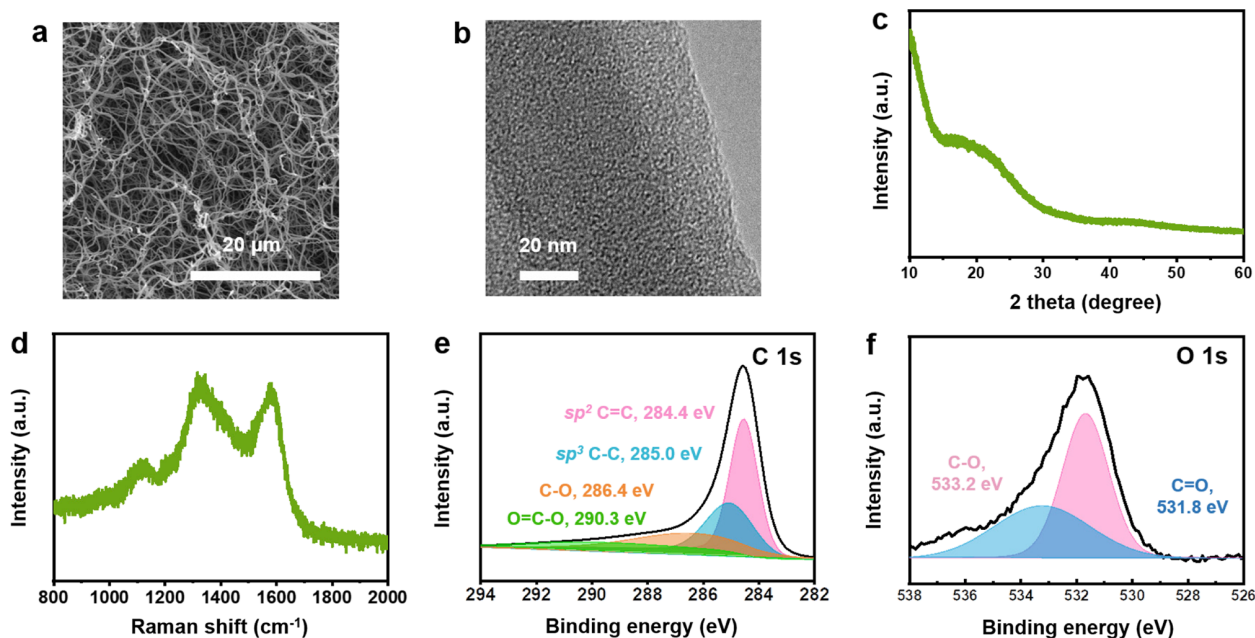 a
20 μm
b
20 nm
c
Intensity (a.u.)
10 20 30 40 50 60
2 theta (degree)
d
Intensity (a.u.)
800 1000 1200 1400 1600 1800 2000
Raman shift (cm⁻¹)
e
C 1s
sp² C=C, 284.4 eV
sp³ C-C, 285.0 eV
C-O, 286.4 eV
O=C-O, 290.3 eV
Intensity (a.u.)
294 292 290 288 286 284 282
Binding energy (eV)
f
O 1s
C-O,
533.2 eV
C=O,
531.8 eV
Intensity (a.u.)
538 536 534 532 530 528 526
Binding energy (eV)